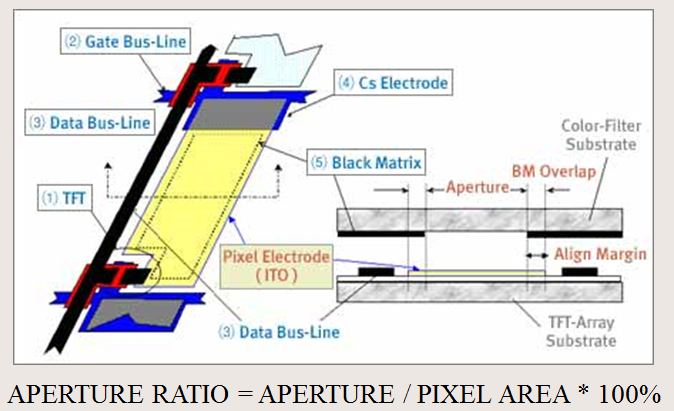 (2) Gate Bus-Line
(4) Cs Electrode
(3) Data Bus-Line
Color-Filter
Substrate
(5) Black Matrix
BM Overlap
Aperture
(1) TFT
Pixel Electrode
(ITO)
Align Margin
(3) Data Bus-Line
TFT-Array
Substrate
APERTURE RATIO = APERTURE / PIXEL AREA * 100%